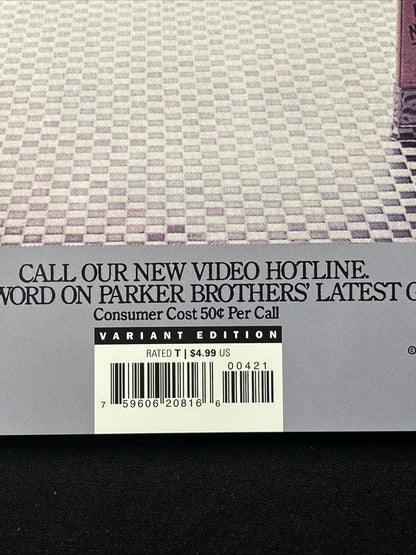 CALL OUR NEW VIDEO HOTLINE.
WORD ON PARKER BROTHERS' LATEST G
Consumer Cost 50¢ Per Call
VARIANT EDITION
RATED T | $4.99 US
00421
7 59606 20816 6
©